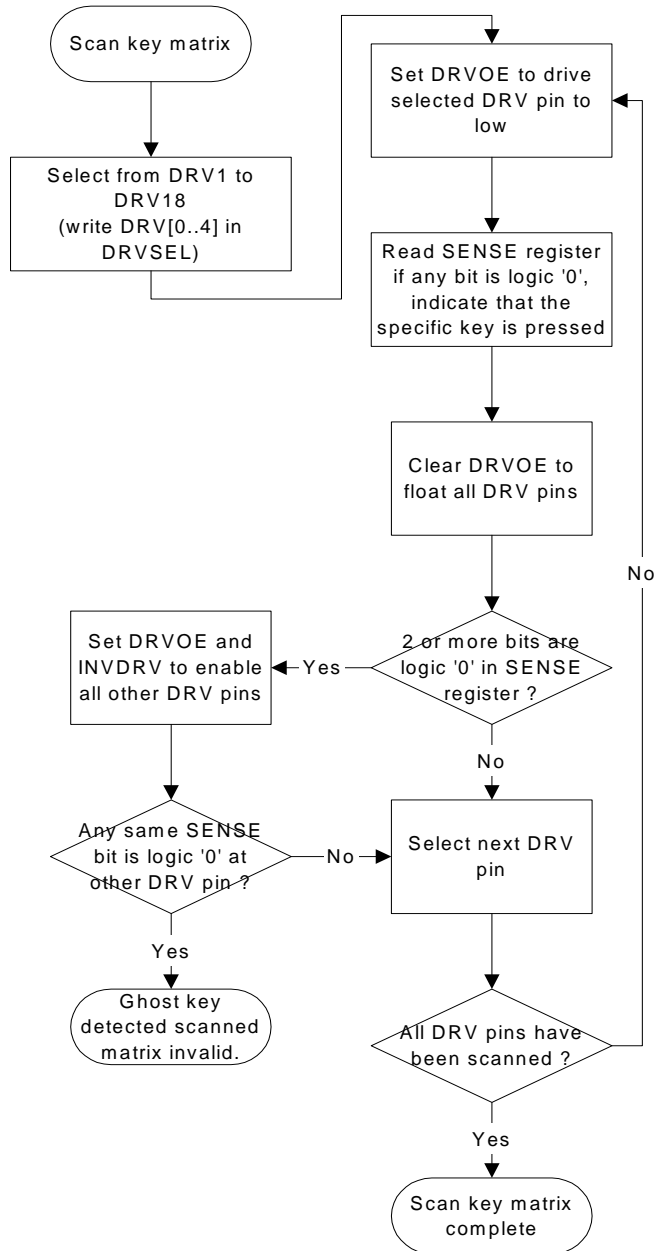 Scan key matrix
Select from DRV1 to
DRV18
(write DRV[0..4] in
DRVSEL)
Set DRVOE to drive
selected DRV pin to
low
Read SENSE register
if any bit is logic '0',
indicate that the
specific key is pressed
Clear DRVOE to
float all DRV pins
No
2 or more bits are
logic '0' in SENSE
register ?
Yes
Set DRVOE and
INVDRV to enable
all other DRV pins
No
Any same SENSE
bit is logic '0' at
other DRV pin ?
No
Select next DRV
pin
Yes
Ghost key
detected scanned
matrix invalid.
All DRV pins have
been scanned ?
Yes
Scan key matrix
complete